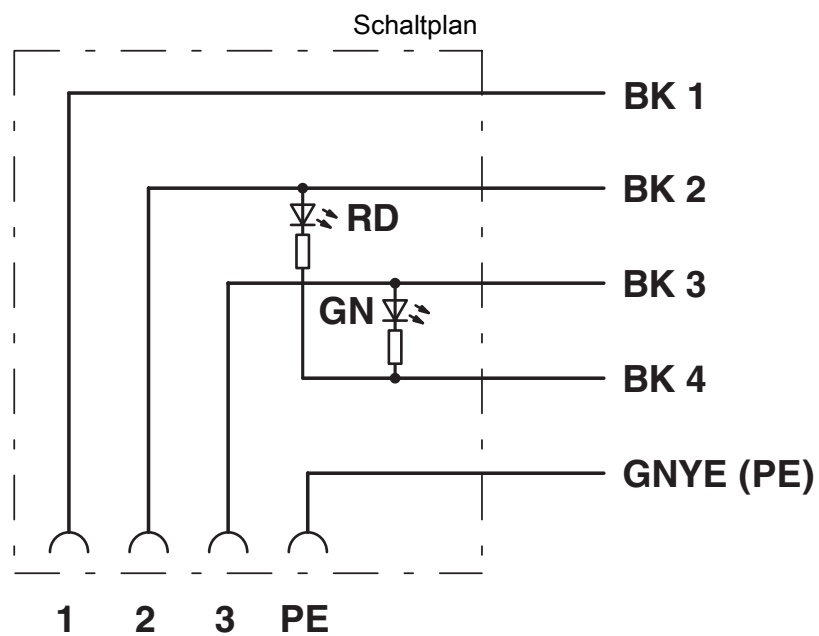 Schaltplan
BK 1
BK 2
RD
BK 3
GN
BK 4
GNYE (PE)
1 2 3 PE